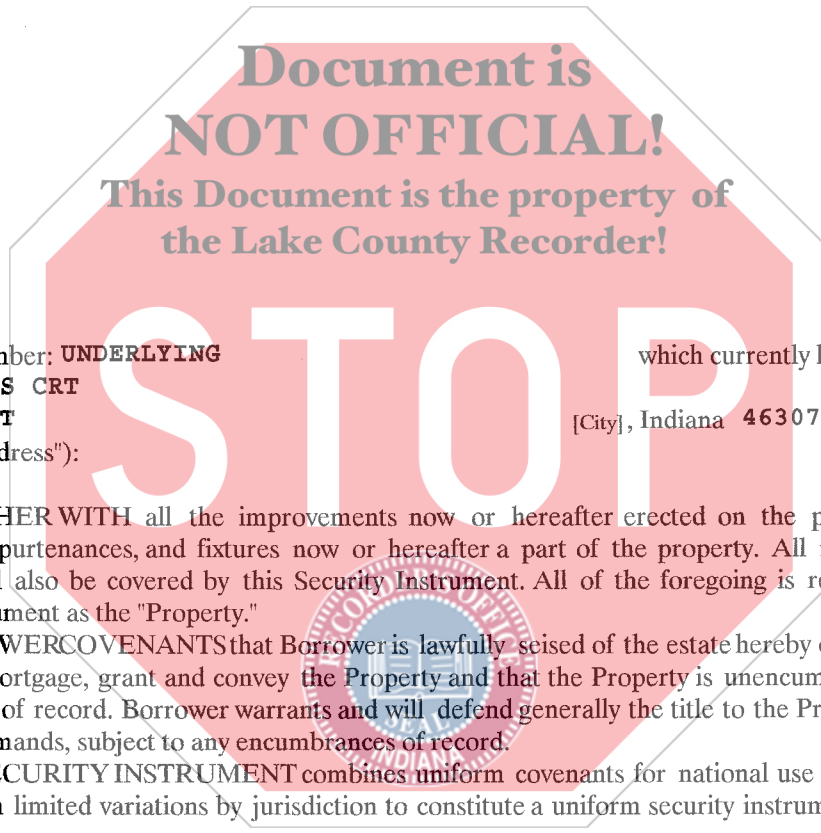 Document is
NOT OFFICIAL!
This Document is the property of
the Lake County Recorder!
STOP
nber: UNDERLYING which currently h
S CRT
T [City], Indiana 46307
dress"):
HER WITH all the improvements now or hereafter erected on the p
purtenances, and fixtures now or hereafter a part of the property. All
also be covered by this Security Instrument. All of the foregoing is re
ument as the "Property."
WERCOVENANTS that Borrower is lawfully seised of the estate hereby
ortgage, grant and convey the Property and that the Property is unencum
of record. Borrower warrants and will defend generally the title to the Pr
mands, subject to any encumbrances of record.
CURITY INSTRUMENT combines uniform covenants for national use
limited variations by jurisdiction to constitute a uniform security instrum
RECORDER'S OFFICE
SEAL
INDIANA